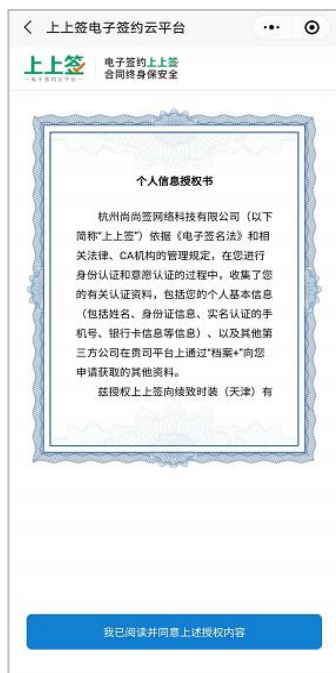 上上签电子签约云平台
上上签
电子签约云平台
电子签约上上签
合同终身保安全
个人信息授权书
杭州尚尚签网络科技有限公司（以下
简称“上上签”）依据《电子签名法》和相
关法律、CA机构的管理规定，在您进行
身份认证和意愿认证的过程中，收集了您
的有关认证资料，包括您的个人基本信息
（包括姓名、身份证信息、实名认证的手
机号、银行卡信息等信息）、以及其他第
三方公司在贵司平台上通过“档案+”向您
申请获取的其他资料。
兹授权上上签向绫致时装（天津）有
我已阅读并同意上述授权内容